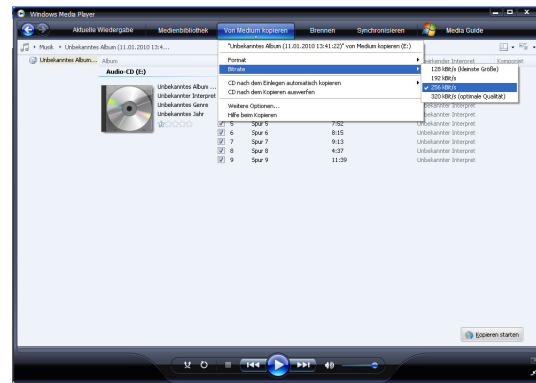 Windows Media Player
Aktuelle Wiedergabe Medienbibliothek Von Medium kopieren Brennen Synchronisieren Media Guide
Musik Unbekanntes Album (11.01.2010 13:4...
"Unbekanntes Album (11.01.2010 13:41:22)" von Medium kopieren (E:)
Unbekanntes Album... Album
Komponist
Format
Audio-CD (E:)
Bitrate
128 kBit/s (kleinste Größe)
192 kBit/s
256 kBit/s
320 kBit/s (optimale Qualität)
CD nach dem Einlegen automatisch kopieren
CD nach dem Kopieren auswerfen
Unbekanntes Album ...
Unbekannter Interpret
Unbekanntes Genre
Unbekanntes Jahr
Weitere Optionen...
Hilfe beim Kopieren
Unbekannter Interpret
Unbekannter Interpret
5 Spur 5 7:52 Unbekannter Interpret
6 Spur 6 8:15 Unbekannter Interpret
7 Spur 7 9:13 Unbekannter Interpret
8 Spur 8 4:37 Unbekannter Interpret
9 Spur 9 11:39 Unbekannter Interpret
Kopieren starten